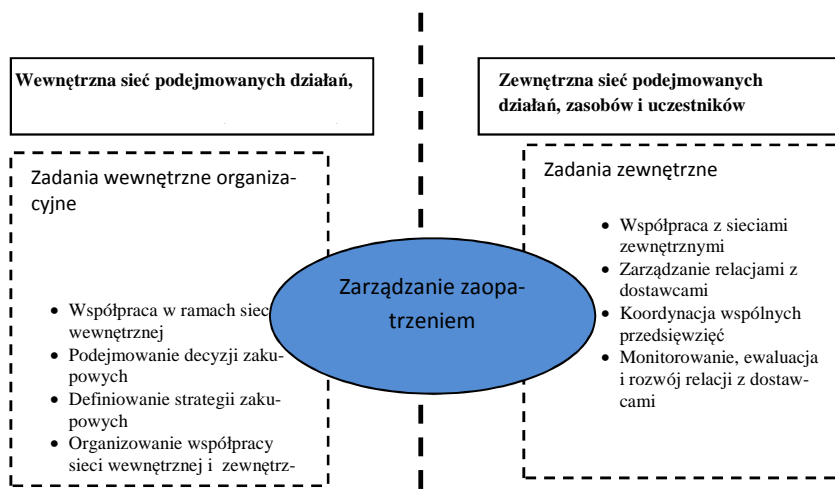 Wewnętrzna sieć podejmowanych działań,
Zadania wewnętrzne organiza-
cyjne
• Współpraca w ramach siec
wewnętrznej
• Podejmowanie decyzji zaku-
powych
• Definiowanie strategii zaku-
powych
• Organizowanie współpracy
sieci wewnętrznej i zewnętrz-
Zarządzanie zaopa-
trzeniem
Zewnętrzna sieć podejmowanych
działań, zasobów i uczestników
Zadania zewnętrzne
• Współpraca z sieciami
zewnętrznymi
• Zarządzanie relacjami z
dostawcami
• Koordynacja wspólnych
przedsięwzięć
• Monitorowanie, ewaluacja
i rozwój relacji z dostaw-
cami